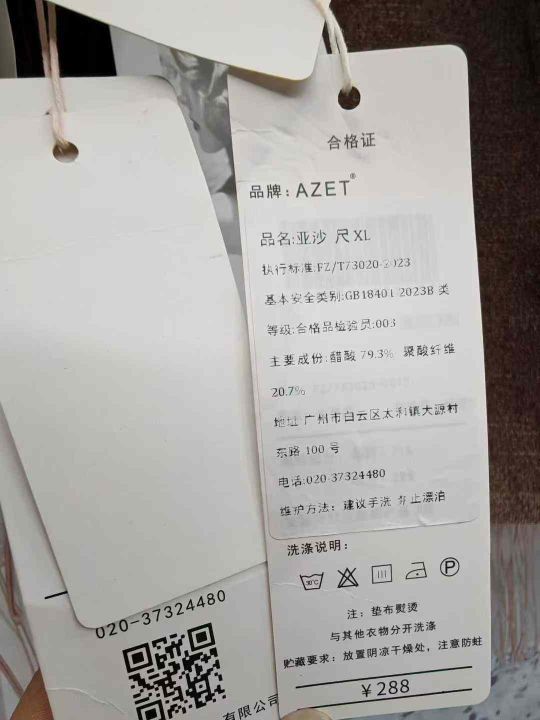 合格证
品牌:AZET®
品名:亚沙 尺XL
执行标准:FZ/T73020-2023
基本安全类别:GB18401 2023B 类
等级:合格品检验员:003
主要成份:醋酸 79.3% 聚酸纤维
20.7%
地址 广州市白云区太和镇大源村
东路 100 号
电话:020-37324480
维护方法: 建议手洗 弃止漂泊
洗涤说明:
30℃
P
注: 垫布熨烫
与其他衣物分开洗涤
贮藏要求: 放置阴凉干燥处, 注意防蛀
¥288
020-37324480
有限公司